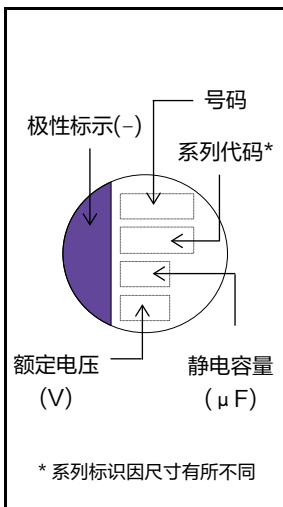 号码
极性标示(−)
系列代码*
额定电压
(V)
静电容量
(μF)
* 系列标识因尺寸有所不同